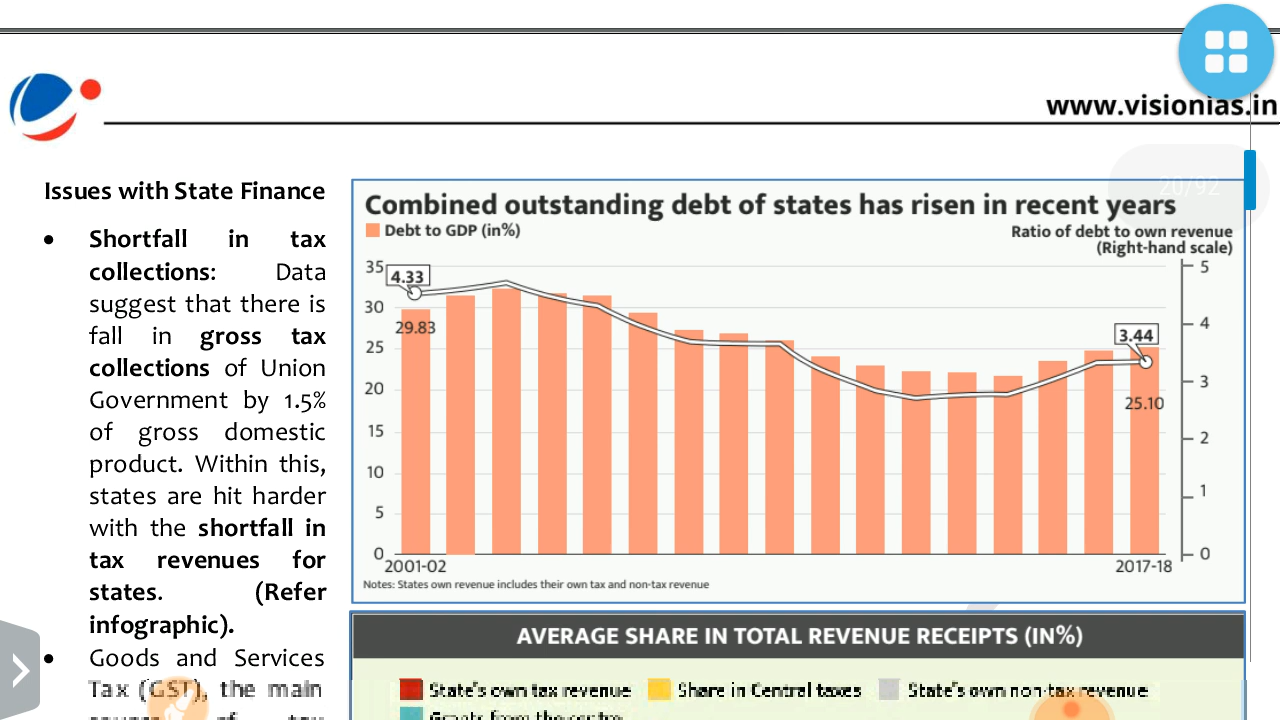 www.visionias.in
20/92
Issues with State Finance
• Shortfall in tax
collections: Data
suggest that there is
fall in gross tax
collections of Union
Government by 1.5%
of gross domestic
product. Within this,
states are hit harder
with the shortfall in
tax revenues for
states. (Refer
infographic).
• Goods and Services
Tax (GST), the main
Combined outstanding debt of states has risen in recent years
Debt to GDP (in%)
Ratio of debt to own revenue
(Right-hand scale)
35
30
25
20
15
10
5
0
4.33
29.83
3.44
25.10
5
4
3
2
1
0
2001-02
2017-18
Notes: States own revenue includes their own tax and non-tax revenue
AVERAGE SHARE IN TOTAL REVENUE RECEIPTS (IN%)
State's own tax revenue
Share in Central taxes
State's own non-tax revenue
Grants from the centre